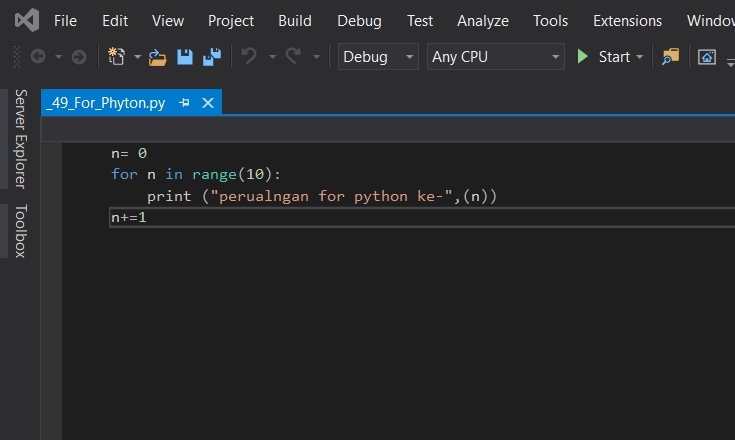 File Edit View Project Build Debug Test Analyze Tools Extensions Windo
Debug Any CPU Start
Server Explorer
Toolbox
_49_For_Phyton.py
n= 0
for n in range(10):
print ("perualngan for python ke-",(n))
n+=1